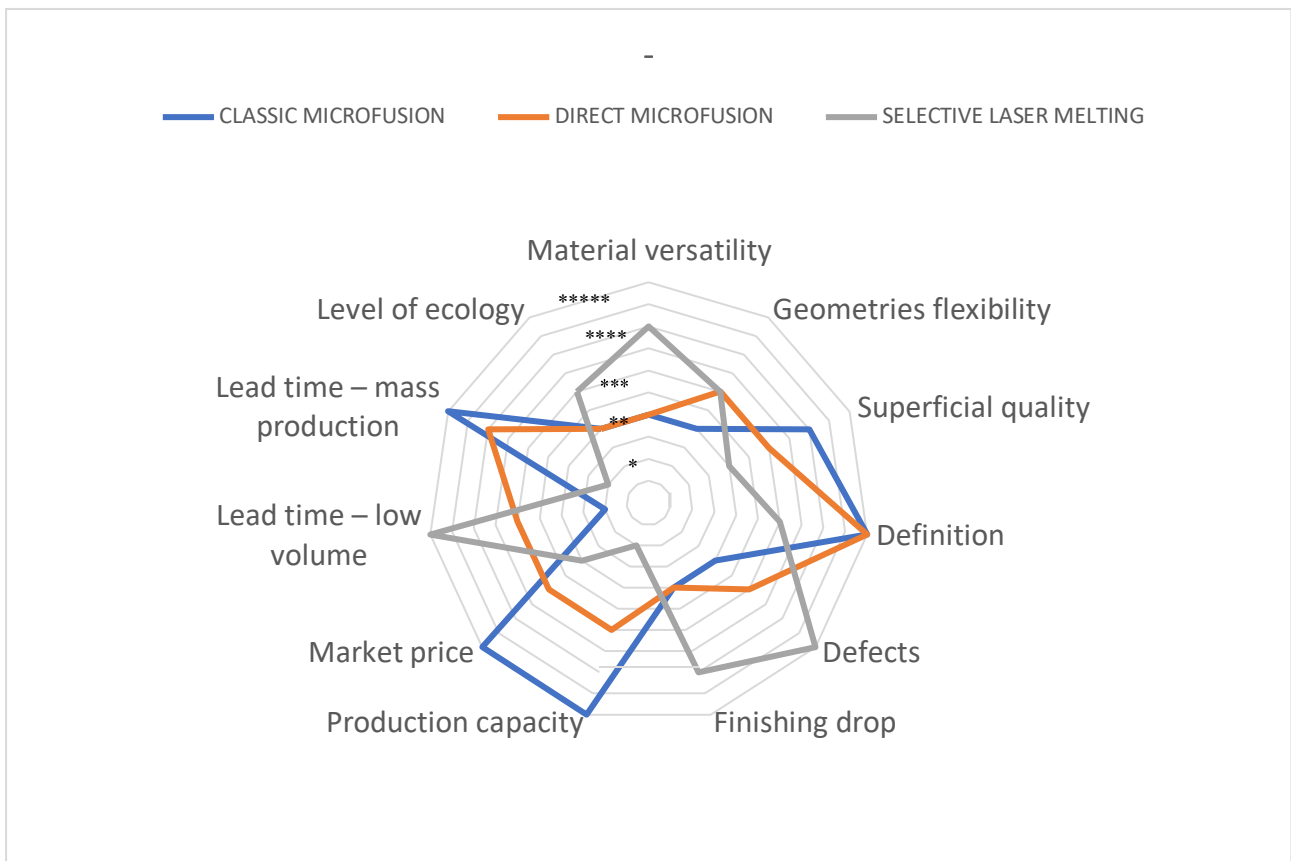 -
CLASSIC MICROFUSION
DIRECT MICROFUSION
SELECTIVE LASER MELTING
Material versatility
Geometries flexibility
Superficial quality
Definition
Defects
Finishing drop
Production capacity
Market price
Lead time – low
volume
Lead time – mass
production
Level of ecology
*****
****
***
**
*